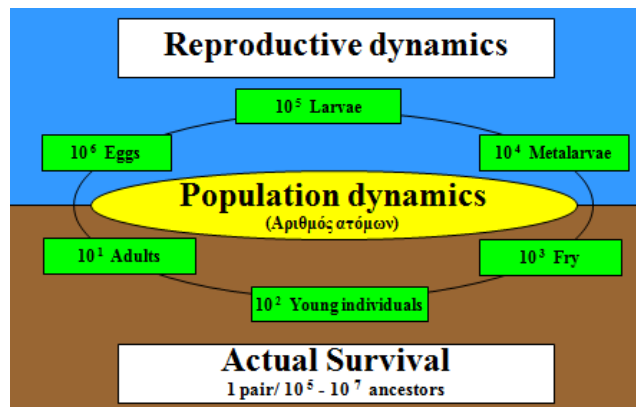 Reproductive dynamics
10⁵ Larvae
10⁶ Eggs
10⁴ Metalarvae
Population dynamics
(Αριθμός ατόμων)
10¹ Adults
10³ Fry
10² Young individuals
Actual Survival
1 pair/ 10⁵ - 10⁷ ancestors